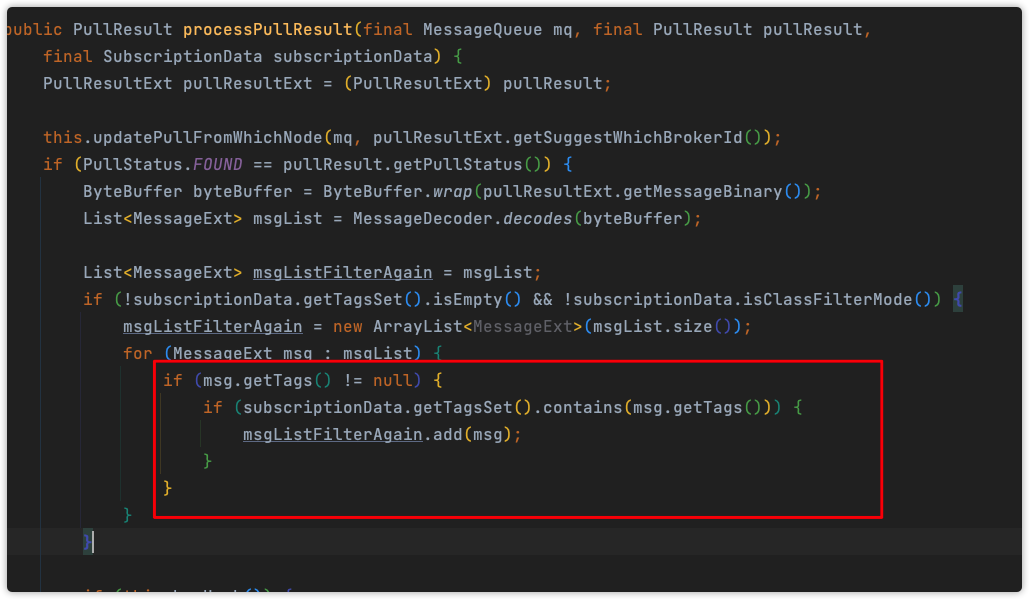 public PullResult processPullResult(final MessageQueue mq, final PullResult pullResult,
    final SubscriptionData subscriptionData) {
    PullResultExt pullResultExt = (PullResultExt) pullResult;
    this.updatePullFromWhichNode(mq, pullResultExt.getSuggestWhichBrokerId());
    if (PullStatus.FOUND == pullResult.getPullStatus()) {
        ByteBuffer byteBuffer = ByteBuffer.wrap(pullResultExt.getMessageBinary());
        List<MessageExt> msgList = MessageDecoder.decodes(byteBuffer);
        List<MessageExt> msgListFilterAgain = msgList;
        if (!subscriptionData.getTagsSet().isEmpty() && !subscriptionData.isClassFilterMode()) {
            msgListFilterAgain = new ArrayList<MessageExt>(msgList.size());
            for (MessageExt msg : msgList) {
                if (msg.getTags() != null) {
                    if (subscriptionData.getTagsSet().contains(msg.getTags())) {
                        msgListFilterAgain.add(msg);
                    }
                }
            }
        }